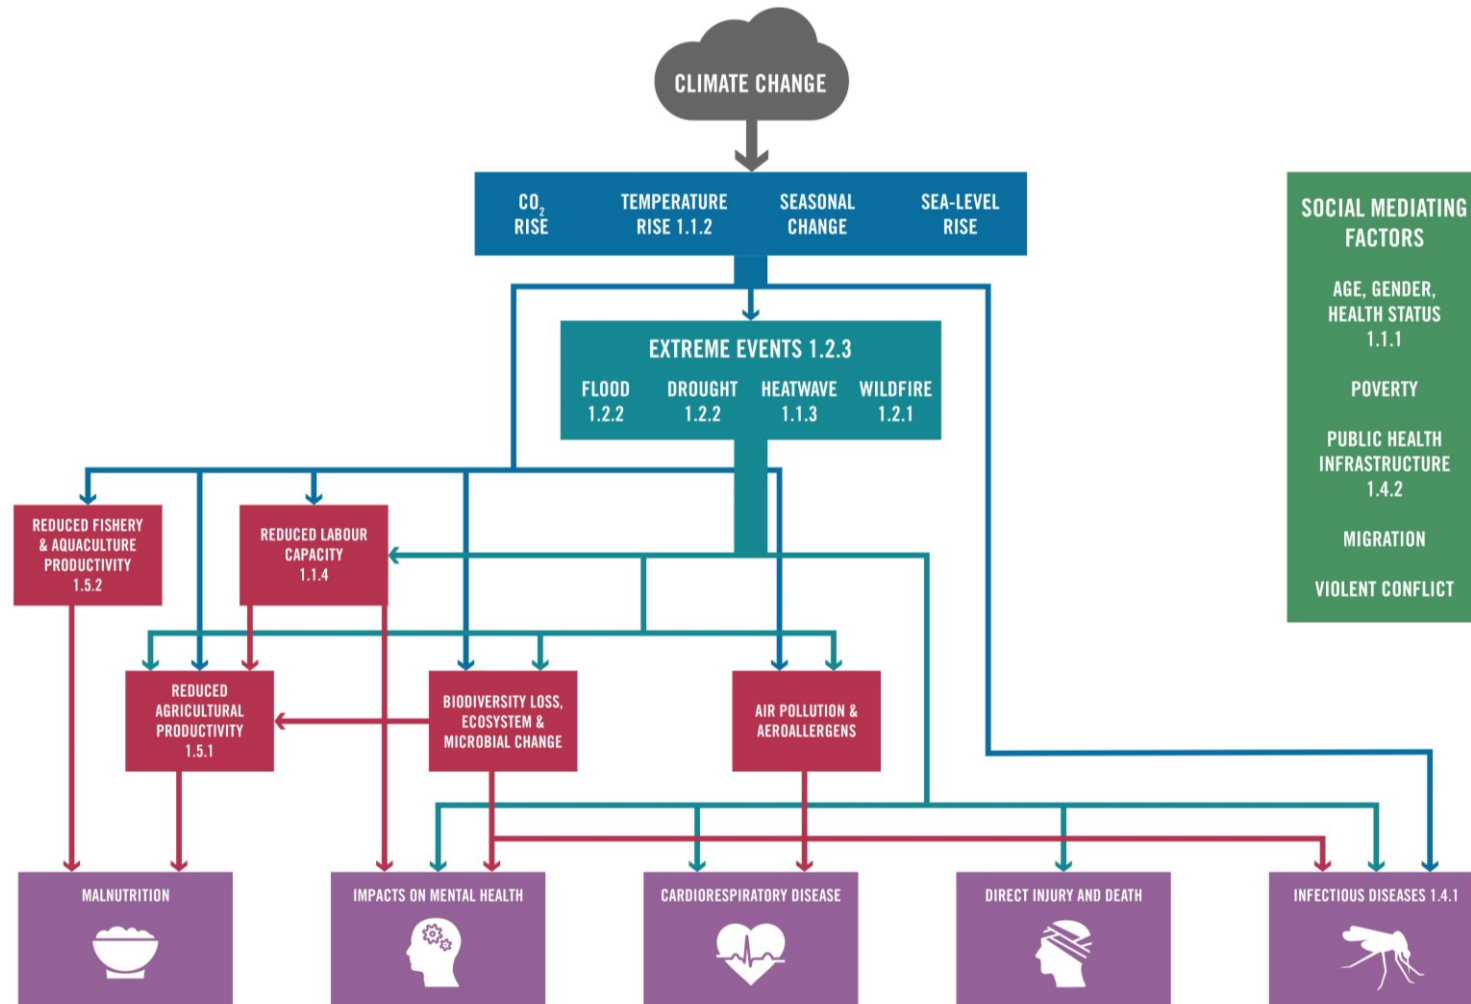 CLIMATE CHANGE
CO₂
RISE
TEMPERATURE
RISE 1.1.2
SEASONAL
CHANGE
SEA-LEVEL
RISE
SOCIAL MEDIATING
FACTORS
AGE, GENDER,
HEALTH STATUS
1.1.1
POVERTY
PUBLIC HEALTH
INFRASTRUCTURE
1.4.2
MIGRATION
VIOLENT CONFLICT
EXTREME EVENTS 1.2.3
FLOOD
1.2.2
DROUGHT
1.2.2
HEATWAVE
1.1.3
WILDFIRE
1.2.1
REDUCED FISHERY
& AQUACULTURE
PRODUCTIVITY
1.5.2
REDUCED LABOUR
CAPACITY
1.1.4
REDUCED
AGRICULTURAL
PRODUCTIVITY
1.5.1
BIODIVERSITY LOSS,
ECOSYSTEM &
MICROBIAL CHANGE
AIR POLLUTION &
AEROALLERGENS
MALNUTRITION
IMPACTS ON MENTAL HEALTH
CARDIORESPIRATORY DISEASE
DIRECT INJURY AND DEATH
INFECTIOUS DISEASES 1.4.1